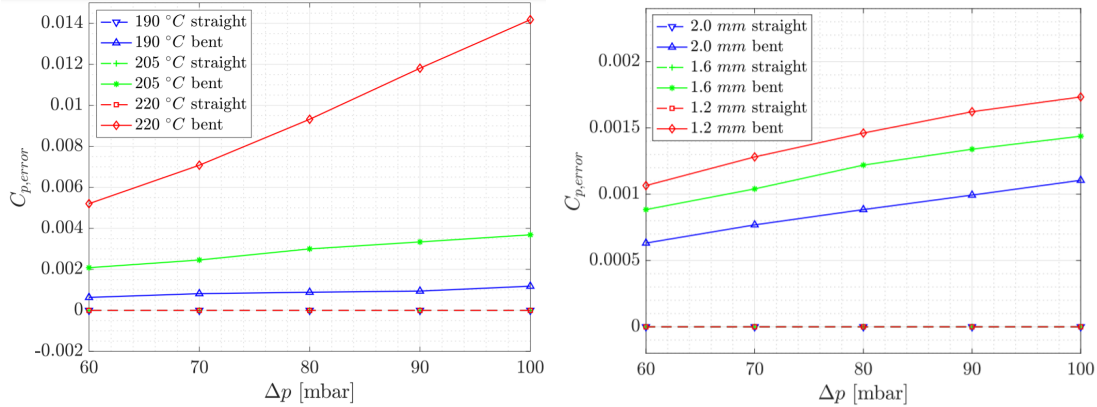 0.014
0.012
0.01
0.008
0.006
0.004
0.002
0
-0.002
C_{p,error}
190 °C straight
190 °C bent
205 °C straight
205 °C bent
220 °C straight
220 °C bent
60 70 80 90 100
Δp [mbar]
0.002
0.0015
0.001
0.0005
0
C_{p,error}
2.0 mm straight
2.0 mm bent
1.6 mm straight
1.6 mm bent
1.2 mm straight
1.2 mm bent
60 70 80 90 100
Δp [mbar]